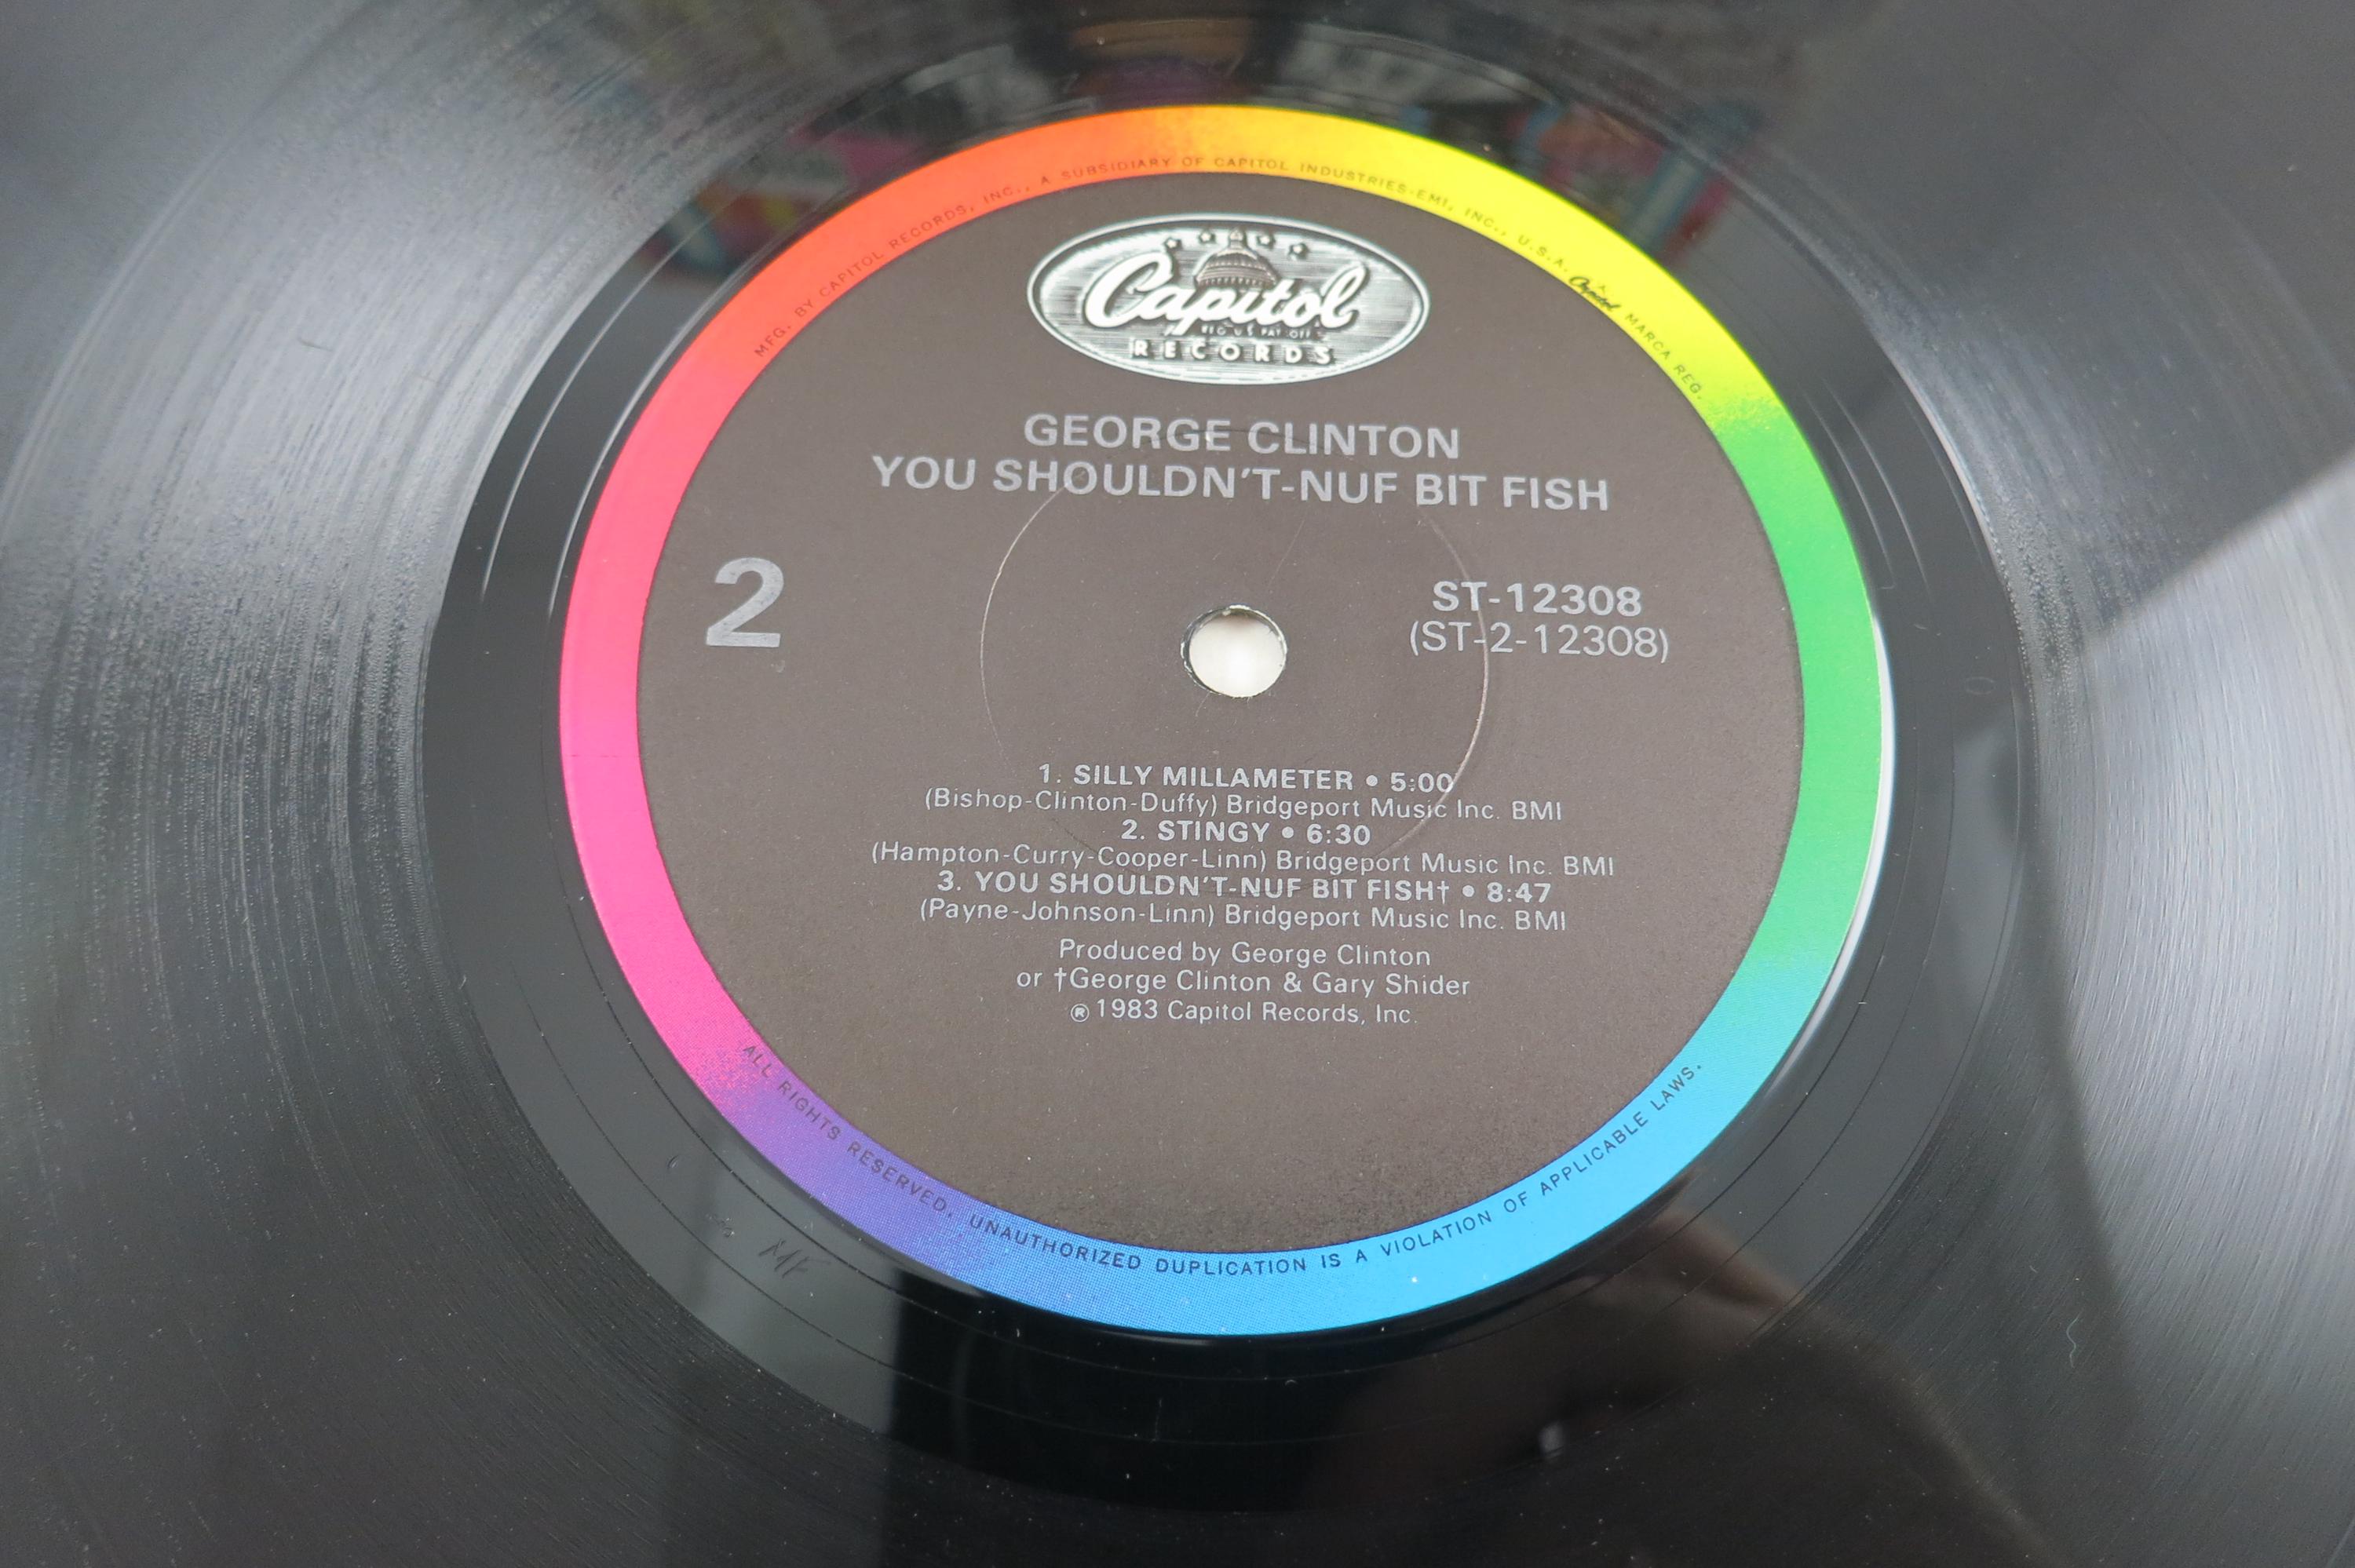 MFG. BY CAPITOL RECORDS, INC., A SUBSIDIARY OF CAPITOL INDUSTRIES-EMI, INC., U.S.A. Capitol MARCA REG.
Capitol
REG. U.S. PAT. OFF.
RECORDS
GEORGE CLINTON
YOU SHOULDN'T-NUF BIT FISH
2
ST-12308
(ST-2-12308)
1. SILLY MILLAMETER • 5:00
(Bishop-Clinton-Duffy) Bridgeport Music Inc. BMI
2. STINGY • 6:30
(Hampton-Curry-Cooper-Linn) Bridgeport Music Inc. BMI
3. YOU SHOULDN'T-NUF BIT FISH† • 8:47
(Payne-Johnson-Linn) Bridgeport Music Inc. BMI
Produced by George Clinton
or †George Clinton & Gary Shider
®1983 Capitol Records, Inc.
ALL RIGHTS RESERVED. UNAUTHORIZED DUPLICATION IS A VIOLATION OF APPLICABLE LAWS.